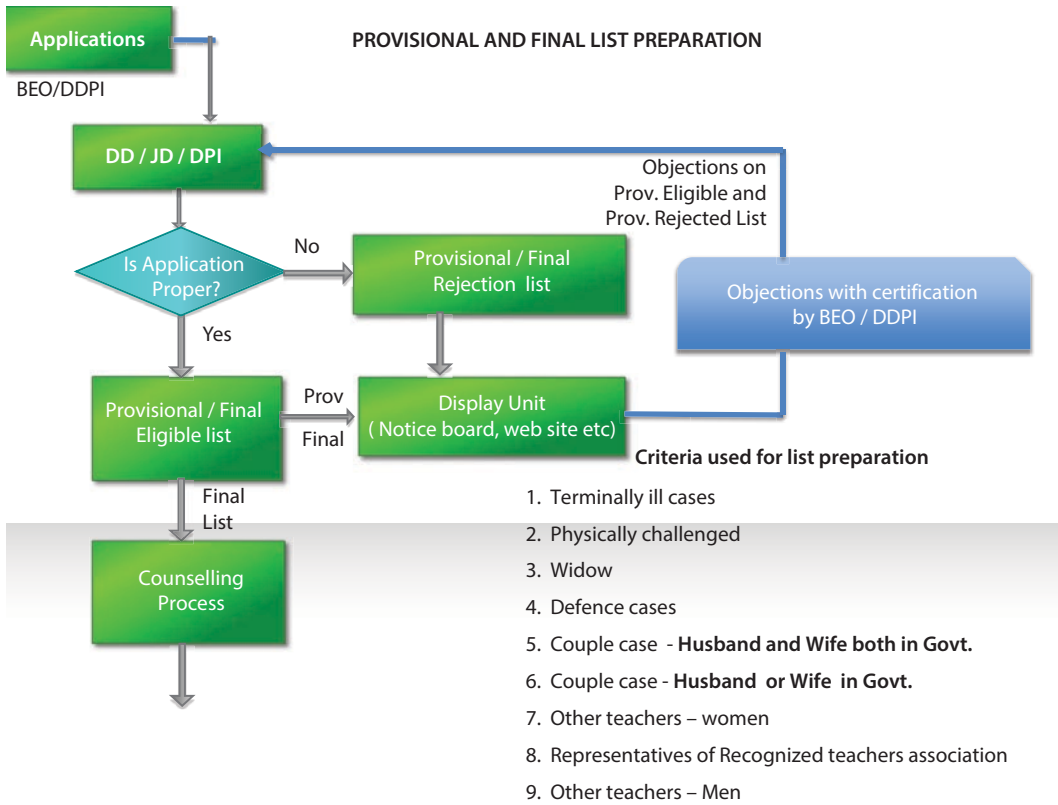 Applications
PROVISIONAL AND FINAL LIST PREPARATION
BEO/DDPI
DD / JD / DPI
Objections on
Prov. Eligible and
Prov. Rejected List
Is Application
Proper?
No
Provisional / Final
Rejection list
Objections with certification
by BEO / DDPI
Yes
Provisional / Final
Eligible list
Prov
Final
Display Unit
( Notice board, web site etc)
Final
List
Counselling
Process
Criteria used for list preparation
1. Terminally ill cases
2. Physically challenged
3. Widow
4. Defence cases
5. Couple case - Husband and Wife both in Govt.
6. Couple case - Husband or Wife in Govt.
7. Other teachers – women
8. Representatives of Recognized teachers association
9. Other teachers – Men